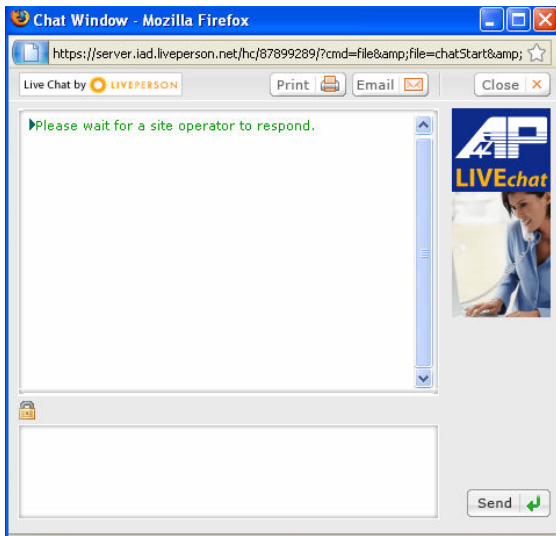 Chat Window - Mozilla Firefox
https://server.iad.liveperson.net/hc/87899289/?cmd=file&amp;file=chatStart&amp;
Live Chat by LIVEPERSON Print Email Close
Please wait for a site operator to respond.
AP
LIVEchat
Send